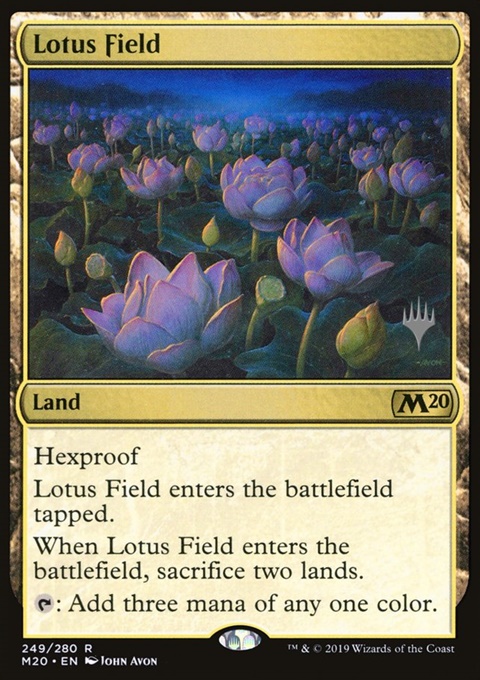 Lotus Field
AVON
Land
M20
Hexproof
Lotus Field enters the battlefield
tapped.
When Lotus Field enters the
battlefield, sacrifice two lands.
: Add three mana of any one color.
249/280 R
M20 • EN John Avon
™ & © 2019 Wizards of the Coast